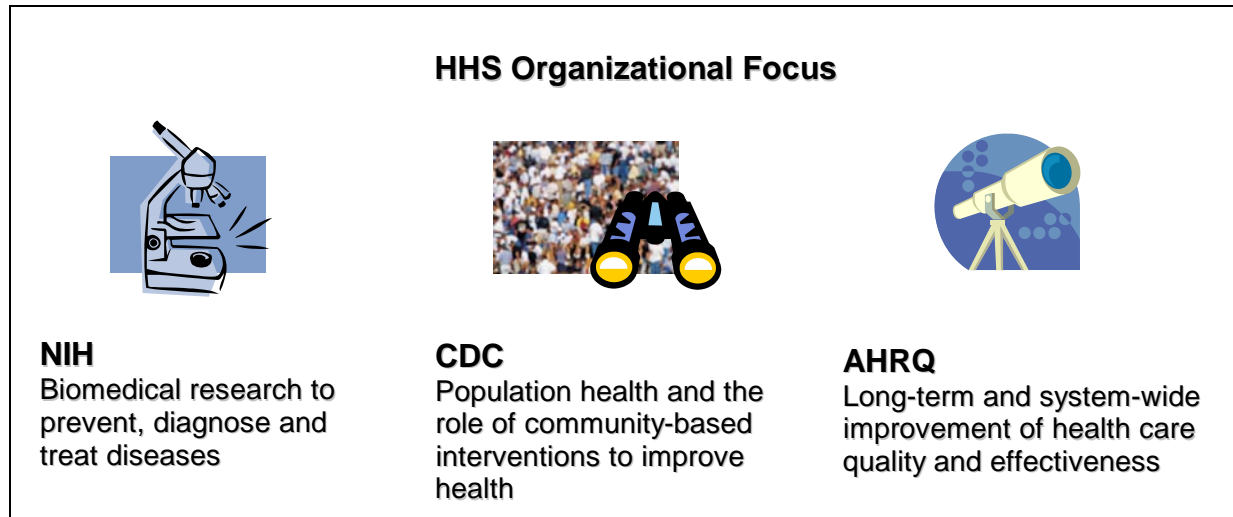 HHS Organizational Focus
NIH
Biomedical research to
prevent, diagnose and
treat diseases
CDC
Population health and the
role of community-based
interventions to improve
health
AHRQ
Long-term and system-wide
improvement of health care
quality and effectiveness